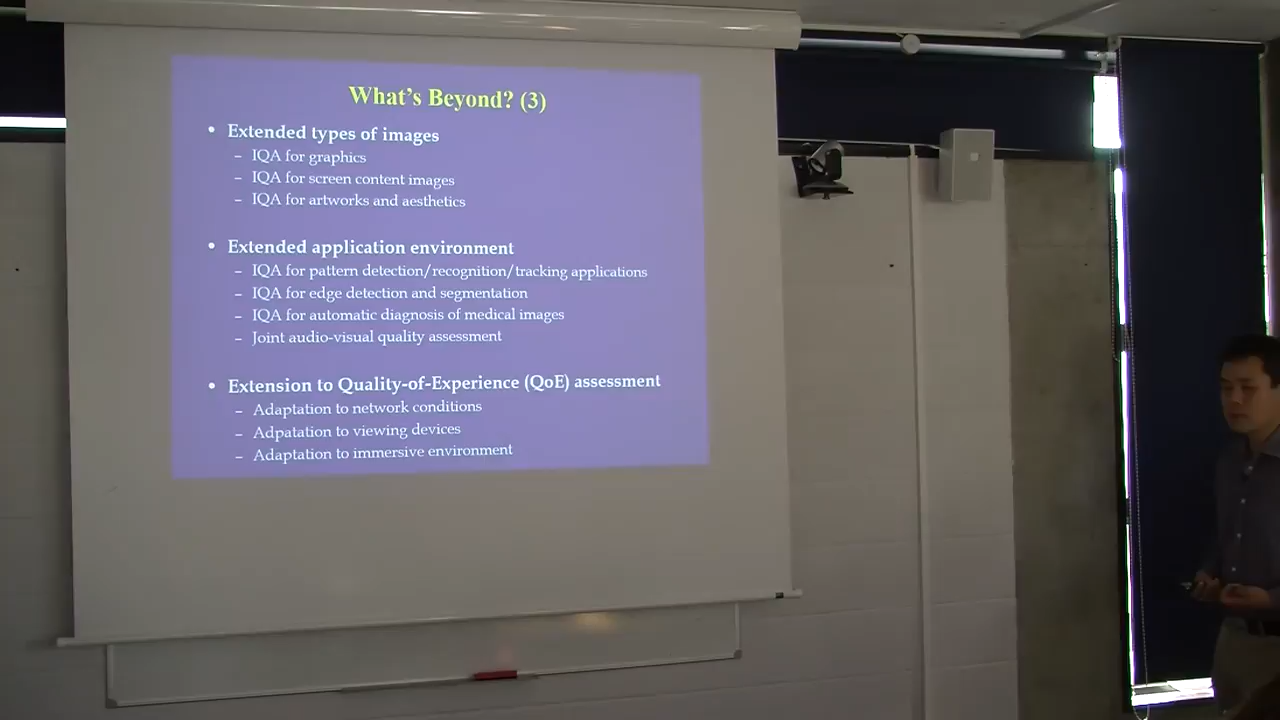 What's Beyond? (3)
• Extended types of images
– IQA for graphics
– IQA for screen content images
– IQA for artworks and aesthetics
• Extended application environment
– IQA for pattern detection/recognition/tracking applications
– IQA for edge detection and segmentation
– IQA for automatic diagnosis of medical images
– Joint audio-visual quality assessment
• Extension to Quality-of-Experience (QoE) assessment
– Adaptation to network conditions
– Adpatation to viewing devices
– Adaptation to immersive environment